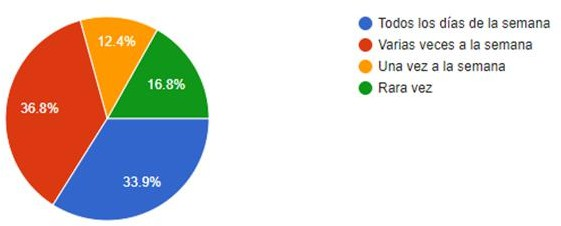 12.4%
16.8%
36.8%
33.9%
Todos los días de la semana
Varias veces a la semana
Una vez a la semana
Rara vez